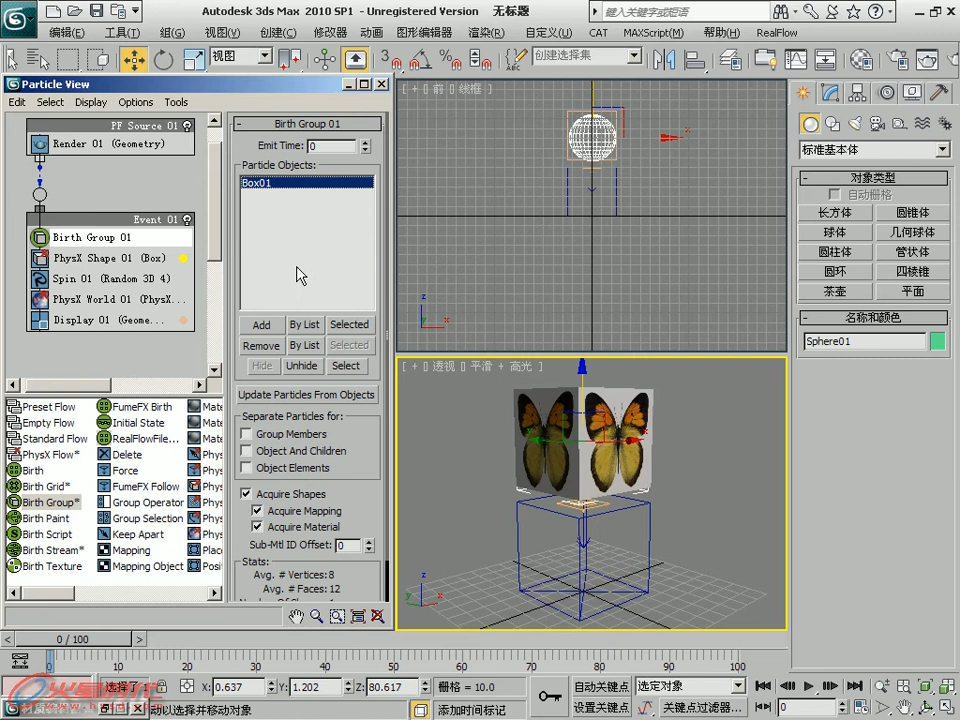 Autodesk 3ds Max 2010 SP1 - Unregistered Version 无标题
键入关键字或短语
编辑(E) 工具(T) 组(G) 视图(V) 创建(C) 修改器 动画 图形编辑器 渲染(R) 自定义(U) CAT MAXScript(M) 帮助(H) RealFlow
视图
创建选择集
Particle View
Edit Select Display Options Tools
PF Source 01
Render 01 (Geometry)
Event 01
Birth Group 01
PhysX Shape 01 (Box)
Spin 01 (Random 3D 4)
PhysX World 01 (PhysX...
Display 01 (Geome...
Birth Group 01
Emit Time: 0
Particle Objects:
Box01
Add By List Selected
Remove By List Selected
Hide Unhide Select
Update Particles From Objects
Separate Particles for:
Group Members
Object And Children
Object Elements
Acquire Shapes
Acquire Mapping
Acquire Material
Sub-Mtl ID Offset: 0
Stats:
Avg. # Vertices: 8
Avg. # Faces: 12
Preset Flow FumeFX Birth Mate
Empty Flow Initial State
Standard Flow RealFlowFile... Mate
PhysX Flow* Delete Phys
Birth Force Phys
Birth Grid* FumeFX Follow Phys
Birth Group* Group Operator Phys
Birth Paint Group Selection Phys
Birth Script Keep Apart Phys
Birth Stream* Mapping Place
Birth Texture Mapping Object Posi
[ + [] 前 [] 线框 ]
z
x
x
[ + [] 透视 [] 平滑 + 高光 ]
z
y
x
标准基本体
对象类型
自动栅格
长方体 圆锥体
球体 几何球体
圆柱体 管状体
圆环 四棱锥
茶壶 平面
名称和颜色
Sphere01
0 / 100
0 10 20 30 40 50 60 70 80 90 100
X: 0.637 Y: 1.202 Z: 80.617 栅格 = 10.0
自动关键点 选定对象
添加时间标记
设置关键点 关键点过滤器...
0